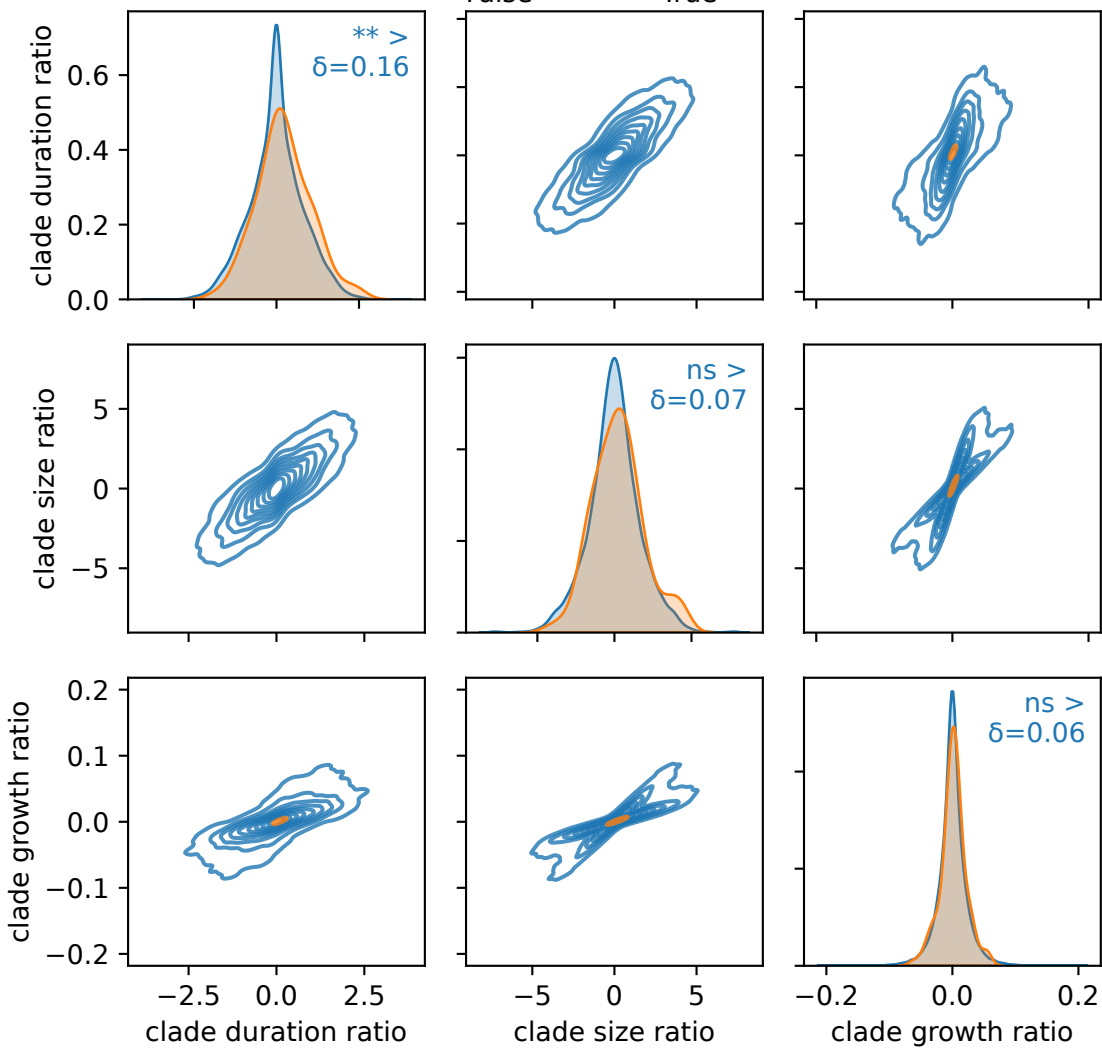 clade duration ratio
0.6
0.4
0.2
0.0
** >
δ=0.16
clade size ratio
5
0
−5
ns >
δ=0.07
clade growth ratio
0.2
0.1
0.0
−0.1
−0.2
ns >
δ=0.06
−2.5 0.0 2.5
clade duration ratio
−5 0 5
clade size ratio
−0.2 0.0 0.2
clade growth ratio